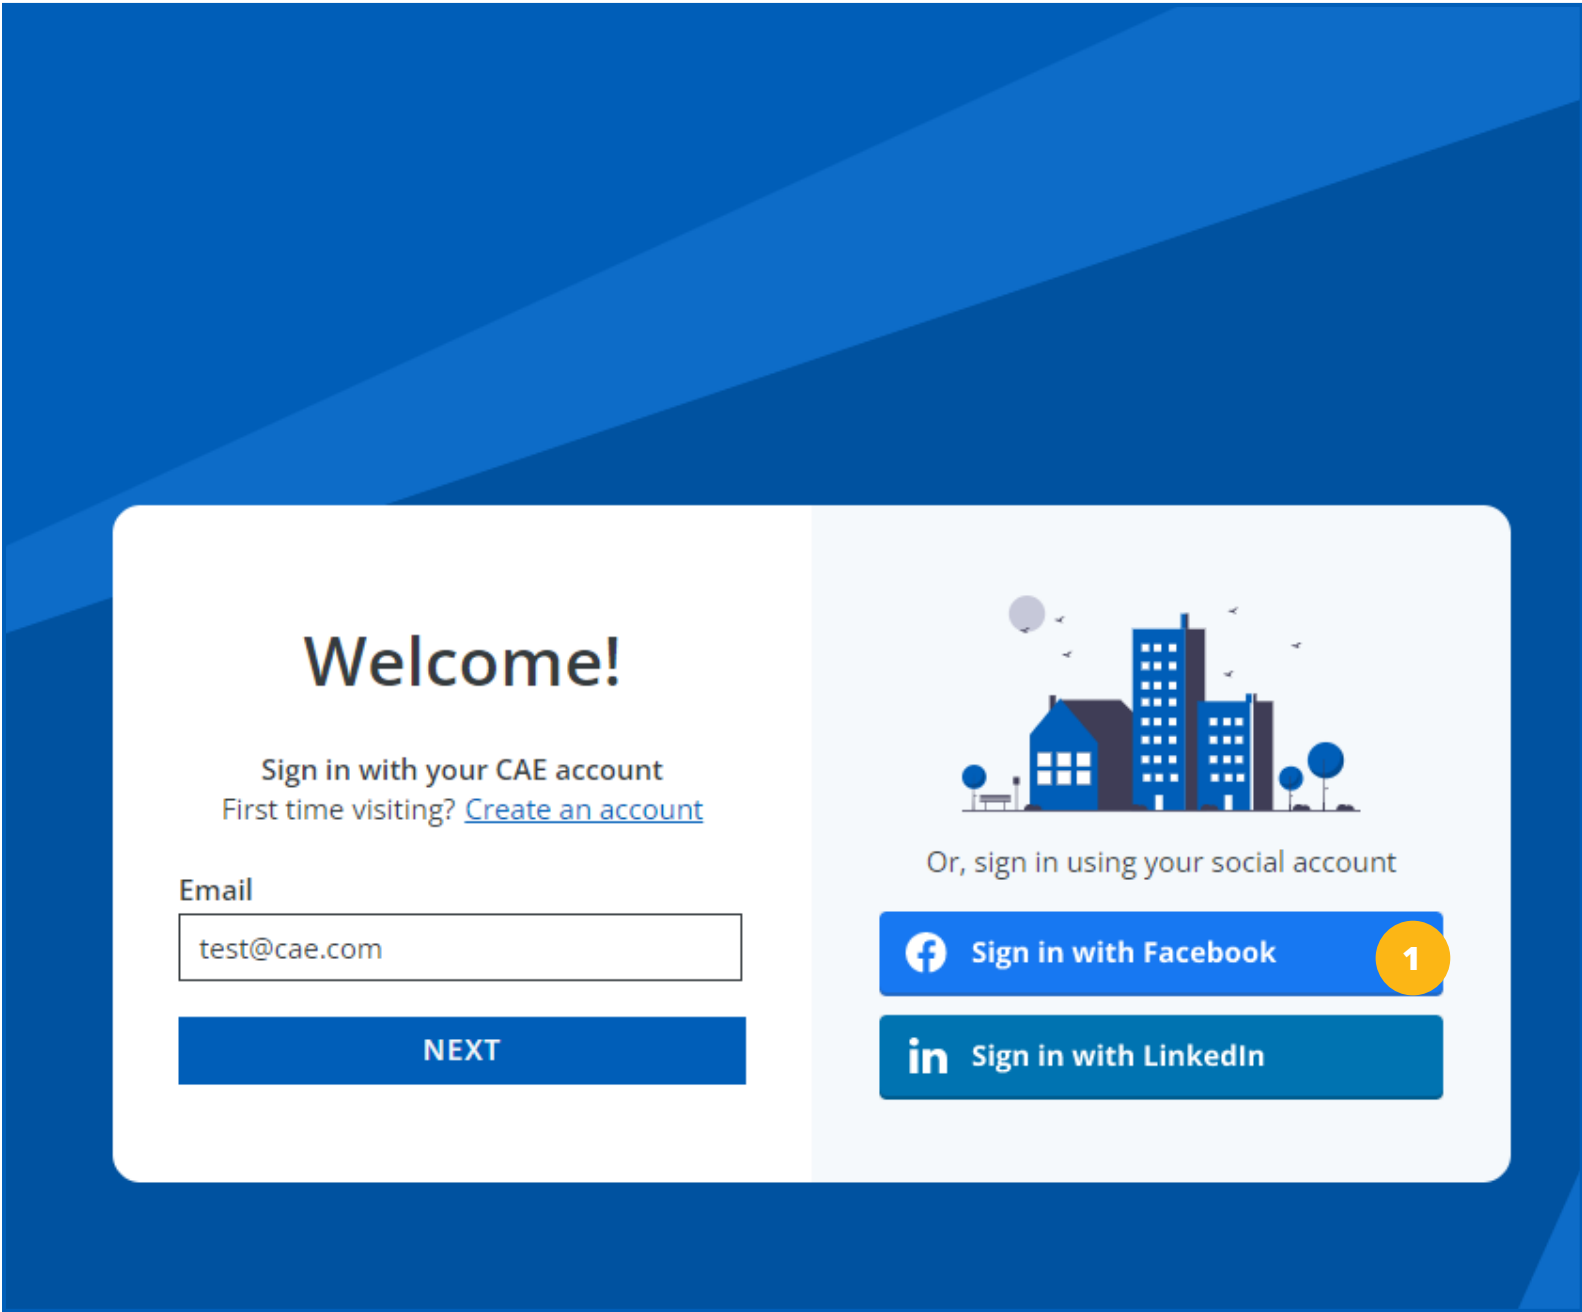 Welcome!
Sign in with your CAE account
First time visiting? Create an account
Email
test@cae.com
NEXT
Or, sign in using your social account
Sign in with Facebook
1
in Sign in with LinkedIn